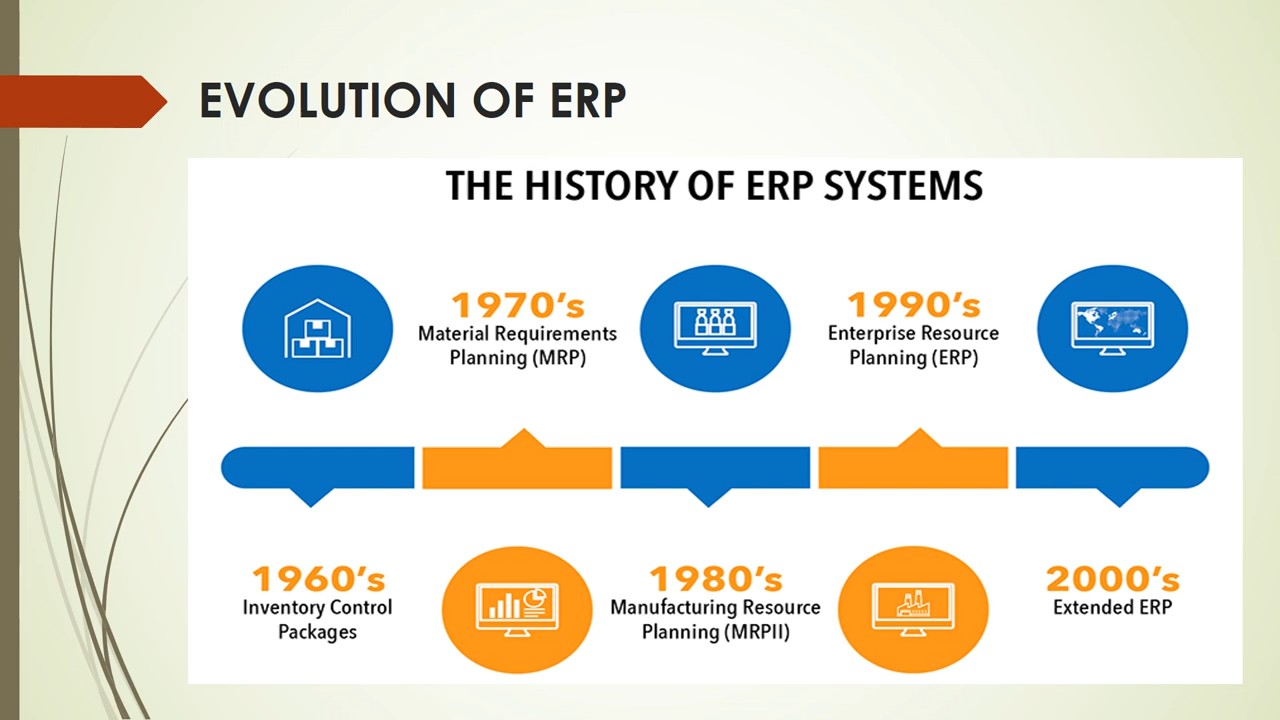 EVOLUTION OF ERP
THE HISTORY OF ERP SYSTEMS
1960's
Inventory Control
Packages
1970's
Material Requirements
Planning (MRP)
1980's
Manufacturing Resource
Planning (MRPII)
1990's
Enterprise Resource
Planning (ERP)
2000's
Extended ERP